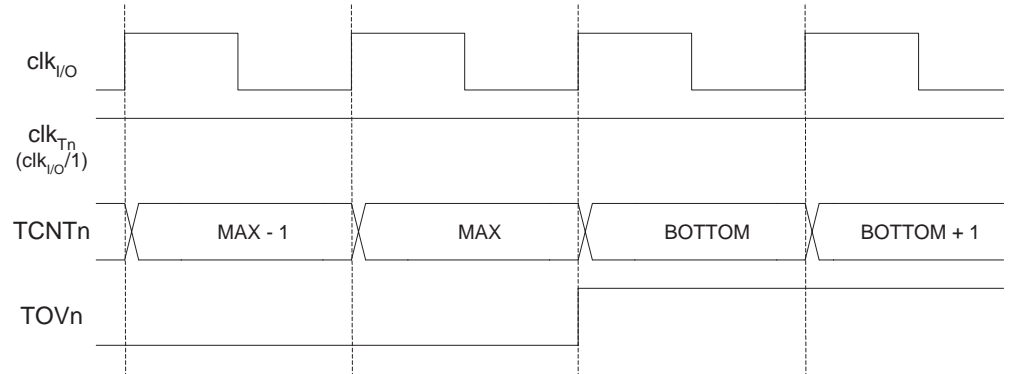 clkI/O
clkTn
(clkI/O/1)
TCNTn
MAX - 1
MAX
BOTTOM
BOTTOM + 1
TOVn